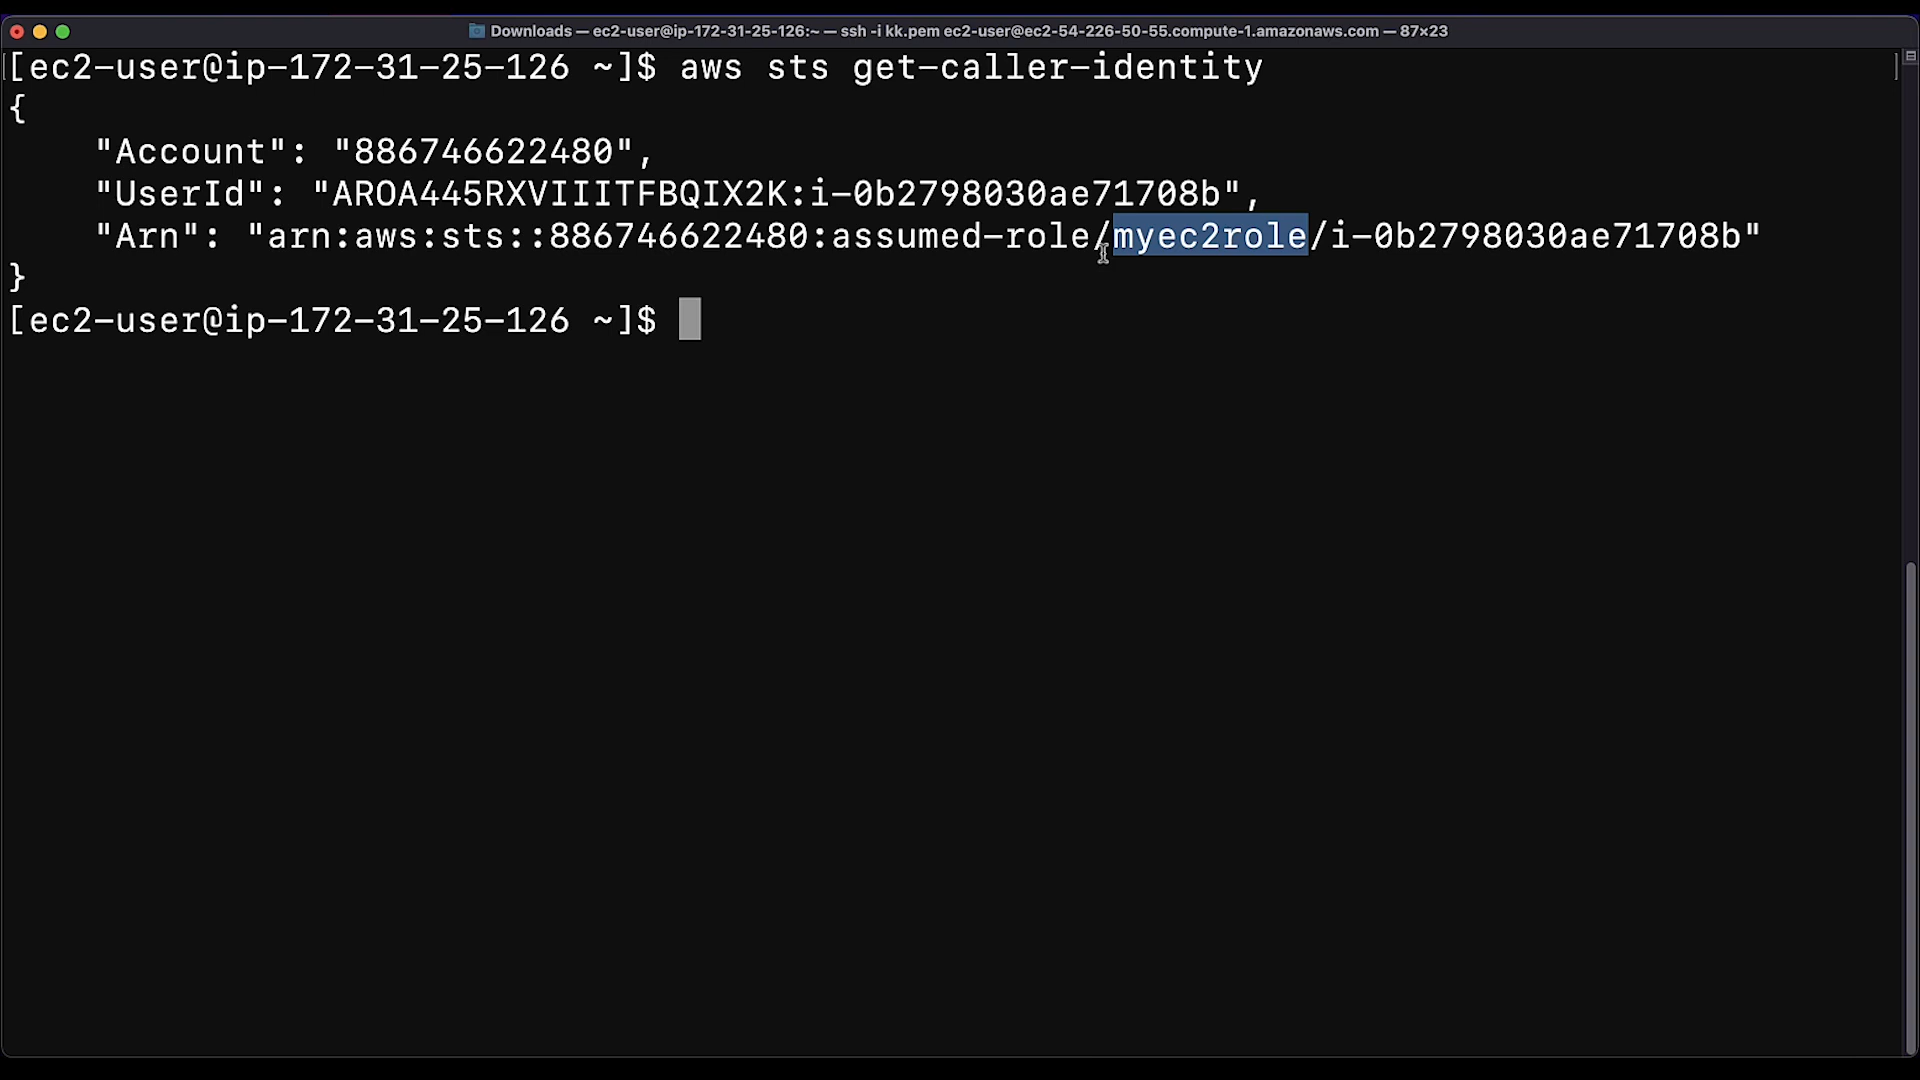 Downloads — ec2-user@ip-172-31-25-126:~ — ssh -i kk.pem ec2-user@ec2-54-226-50-55.compute-1.amazonaws.com — 87×23
[ec2-user@ip-172-31-25-126 ~]$ aws sts get-caller-identity
{
    "Account": "886746622480",
    "UserId": "AROA445RXVIIITFBQIX2K:i-0b2798030ae71708b",
    "Arn": "arn:aws:sts::886746622480:assumed-role/myec2role/i-0b2798030ae71708b"
}
[ec2-user@ip-172-31-25-126 ~]$